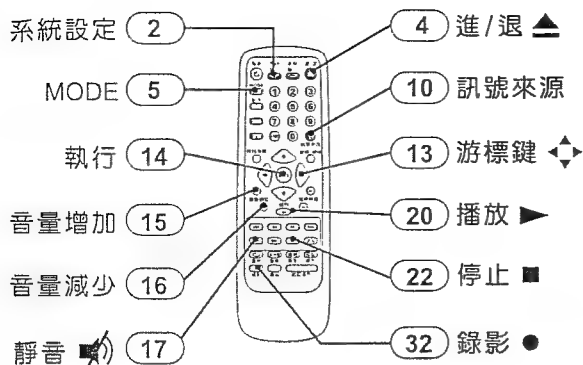 系統設定 2
MODE 5
執行 14
音量增加 15
音量減少 16
靜音 17
4 進/退
10 訊號來源
13 游標鍵
20 播放
22 停止
32 錄影